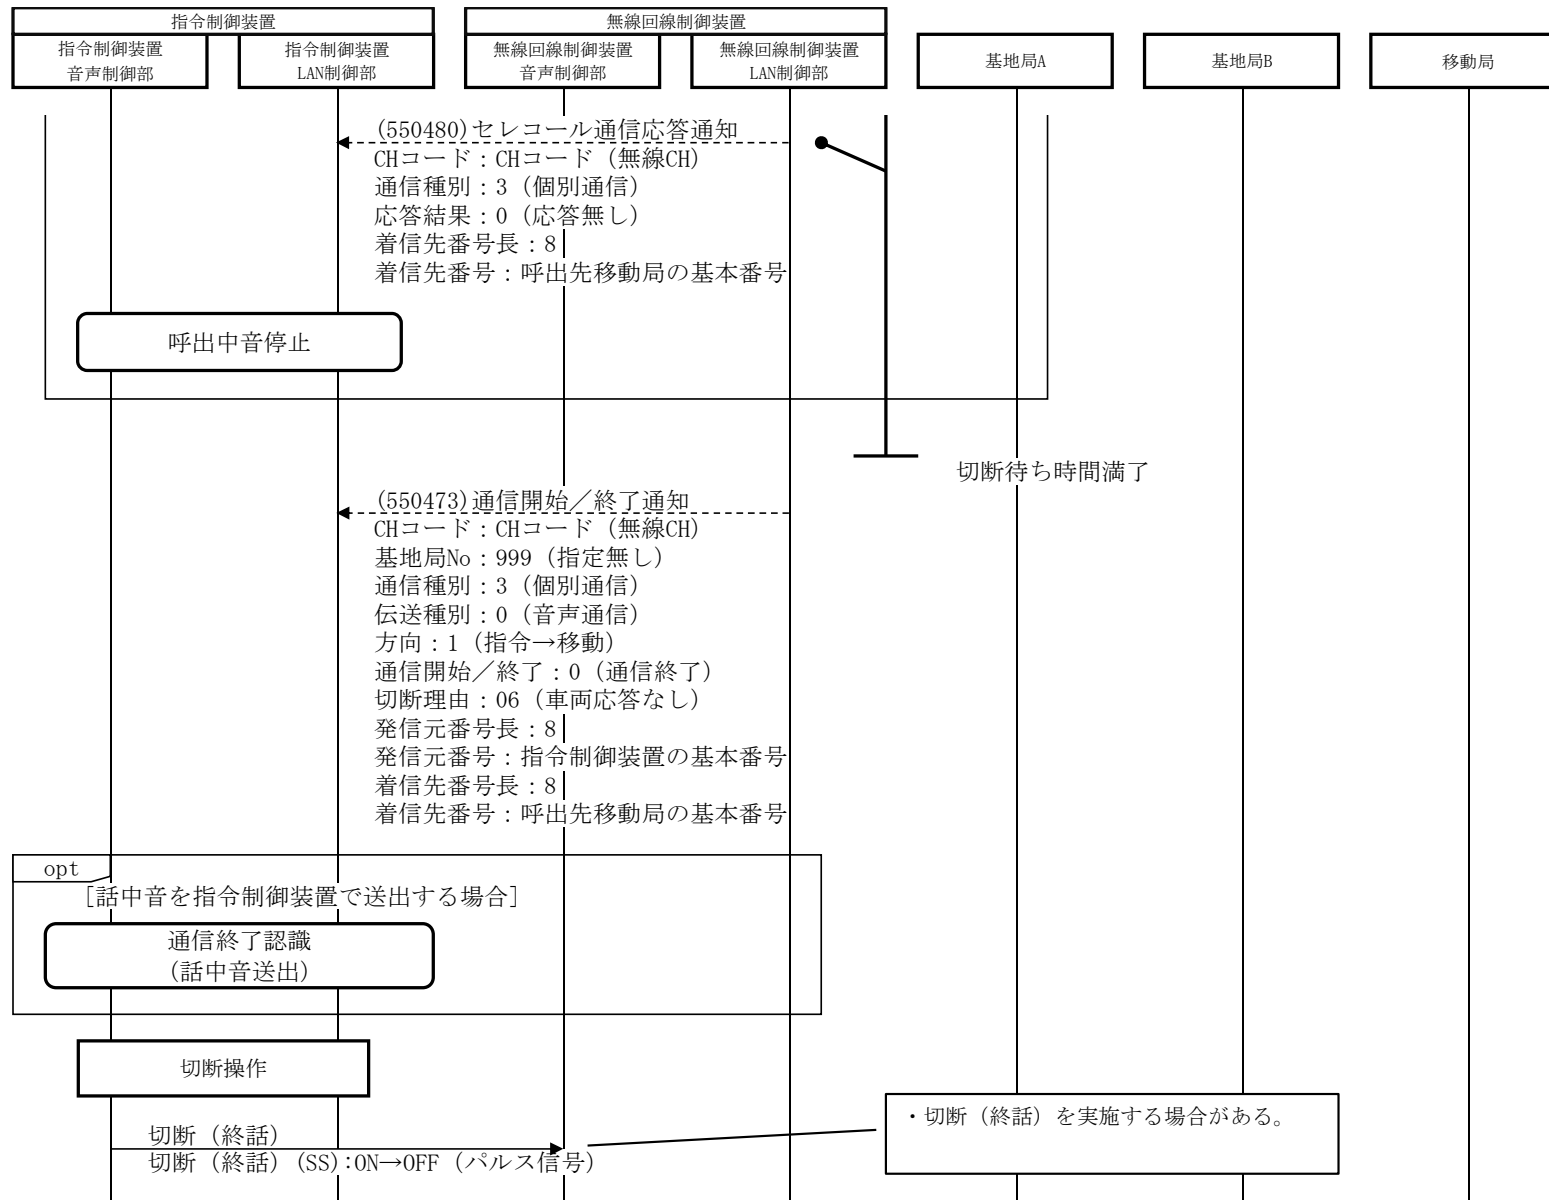 指令制御装置
無線回線制御装置
指令制御装置
音声制御部
指令制御装置
LAN制御部
無線回線制御装置
音声制御部
無線回線制御装置
LAN制御部
基地局A
基地局B
移動局
(550480)セレコール通信応答通知
CHコード：CHコード（無線CH）
通信種別：3（個別通信）
応答結果：0（応答無し）
着信先番号長：8
着信先番号：呼出先移動局の基本番号
呼出中音停止
切断待ち時間満了
(550473)通信開始／終了通知
CHコード：CHコード（無線CH）
基地局No：999（指定無し）
通信種別：3（個別通信）
伝送種別：0（音声通信）
方向：1（指令→移動）
通信開始／終了：0（通信終了）
切断理由：06（車両応答なし）
発信元番号長：8
発信元番号：指令制御装置の基本番号
着信先番号長：8
着信先番号：呼出先移動局の基本番号
opt
[話中音を指令制御装置で送出する場合]
通信終了認識
（話中音送出）
切断操作
・切断（終話）を実施する場合がある。
切断（終話）
切断（終話）(SS)：ON→OFF（パルス信号）